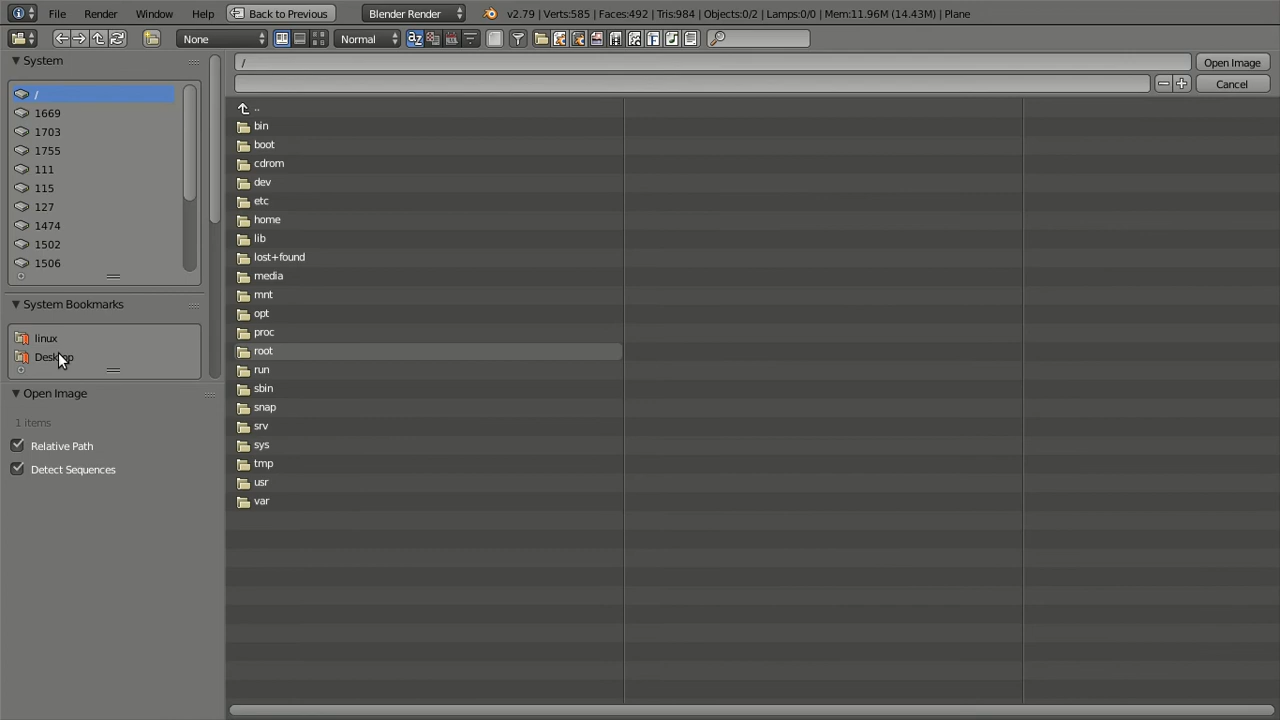 File Render Window Help Back to Previous Blender Render v2.79 | Verts:585 | Faces:492 | Tris:984 | Objects:0/2 | Lamps:0/0 | Mem:11.96M (14.43M) | Plane
None Normal
System
/
1669
1703
1755
111
115
127
1474
1502
1506
System Bookmarks
linux
Desktop
Open Image
1 items
Relative Path
Detect Sequences
/ Open Image
Cancel
..
bin
boot
cdrom
dev
etc
home
lib
lost+found
media
mnt
opt
proc
root
run
sbin
snap
srv
sys
tmp
usr
var